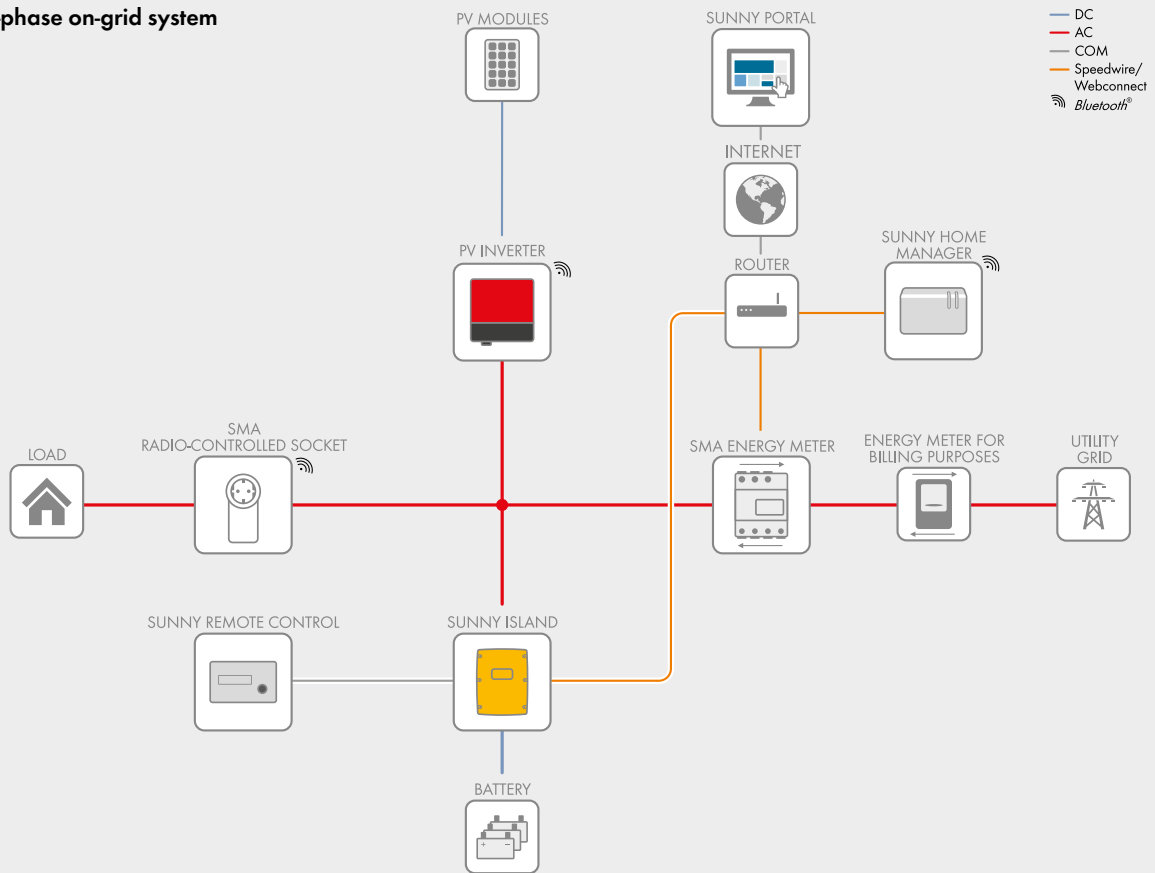 -phase on-grid system
PV MODULES
SUNNY PORTAL
DC
AC
COM
Speedwire/
Webconnect
Bluetooth®
INTERNET
PV INVERTER
ROUTER
SUNNY HOME
MANAGER
LOAD
SMA
RADIO-CONTROLLED SOCKET
SMA ENERGY METER
ENERGY METER FOR
BILLING PURPOSES
UTILITY
GRID
SUNNY REMOTE CONTROL
SUNNY ISLAND
BATTERY
+ −